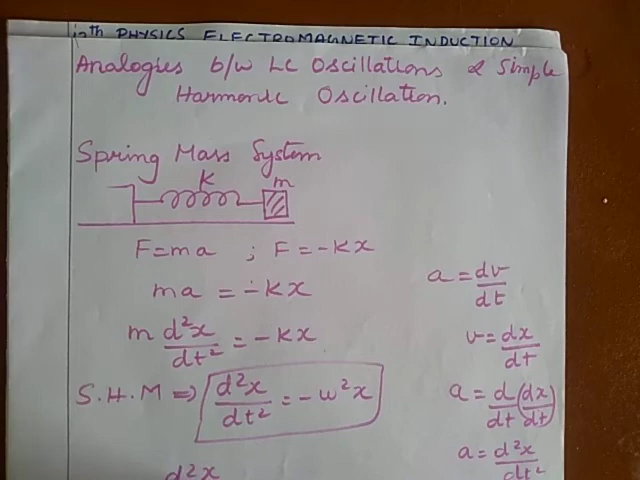 12th PHYSICS ELECTROMAGNETIC INDUCTION
Analogies b/w LC Oscillations & Simple
Harmonic Oscillation.
Spring Mass System
K m
F=ma ; F=-Kx
ma = -Kx
m d²x/dt² = -Kx
S.H.M ⇒ d²x/dt² = -ω²x
d²x
a = dv/dt
v = dx/dt
a = d/dt(dx/dt)
a = d²x/dt²